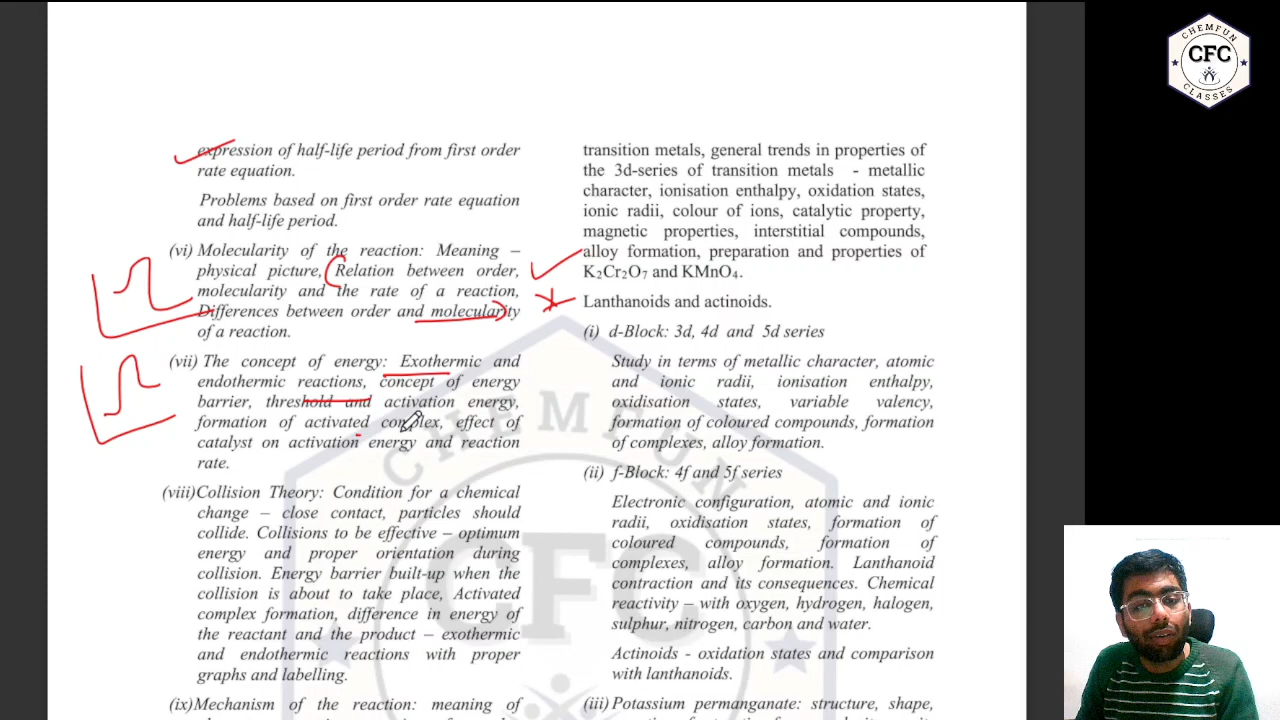 expression of half-life period from first order
rate equation.
Problems based on first order rate equation
and half-life period.
(vi) Molecularity of the reaction: Meaning –
physical picture, Relation between order,
molecularity and the rate of a reaction,
Differences between order and molecularity
of a reaction.
(vii) The concept of energy: Exothermic and
endothermic reactions, concept of energy
barrier, threshold and activation energy,
formation of activated complex, effect of
catalyst on activation energy and reaction
rate.
(viii)Collision Theory: Condition for a chemical
change – close contact, particles should
collide. Collisions to be effective – optimum
energy and proper orientation during
collision. Energy barrier built-up when the
collision is about to take place, Activated
complex formation, difference in energy of
the reactant and the product – exothermic
and endothermic reactions with proper
graphs and labelling.
(ix)Mechanism of the reaction: meaning of
transition metals, general trends in properties of
the 3d-series of transition metals - metallic
character, ionisation enthalpy, oxidation states,
ionic radii, colour of ions, catalytic property,
magnetic properties, interstitial compounds,
alloy formation, preparation and properties of
K₂Cr₂O₇ and KMnO₄.
Lanthanoids and actinoids.
(i) d-Block: 3d, 4d and 5d series
Study in terms of metallic character, atomic
and ionic radii, ionisation enthalpy,
oxidisation states, variable valency,
formation of coloured compounds, formation
of complexes, alloy formation.
(ii) f-Block: 4f and 5f series
Electronic configuration, atomic and ionic
radii, oxidisation states, formation of
coloured compounds, formation of
complexes, alloy formation. Lanthanoid
contraction and its consequences. Chemical
reactivity – with oxygen, hydrogen, halogen,
sulphur, nitrogen, carbon and water.
Actinoids - oxidation states and comparison
with lanthanoids.
(iii) Potassium permanganate: structure, shape,
CHEMFUN
CFC
CHEMFUN
CFC
CLASSES